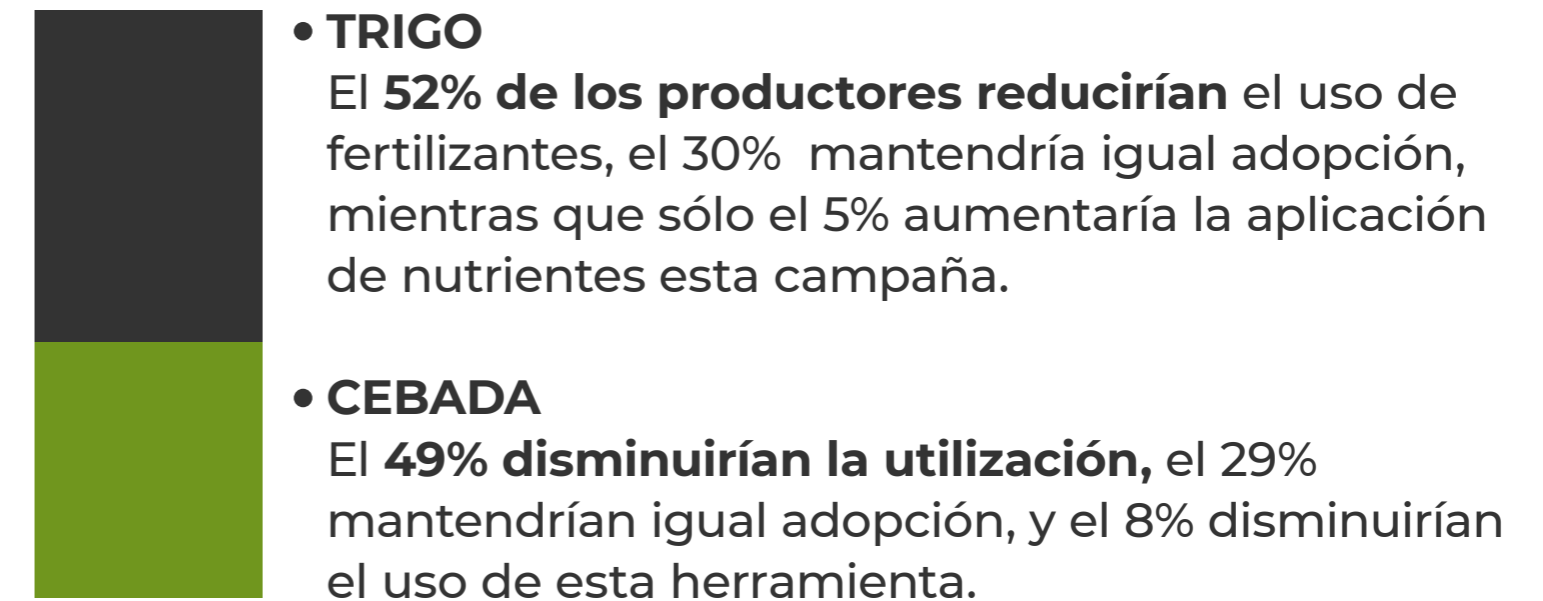 • TRIGO
El 52% de los productores reducirían el uso de
fertilizantes, el 30% mantendría igual adopción,
mientras que sólo el 5% aumentaría la aplicación
de nutrientes esta campaña.
• CEBADA
El 49% disminuirían la utilización, el 29%
mantendrían igual adopción, y el 8% disminuirían
el uso de esta herramienta.